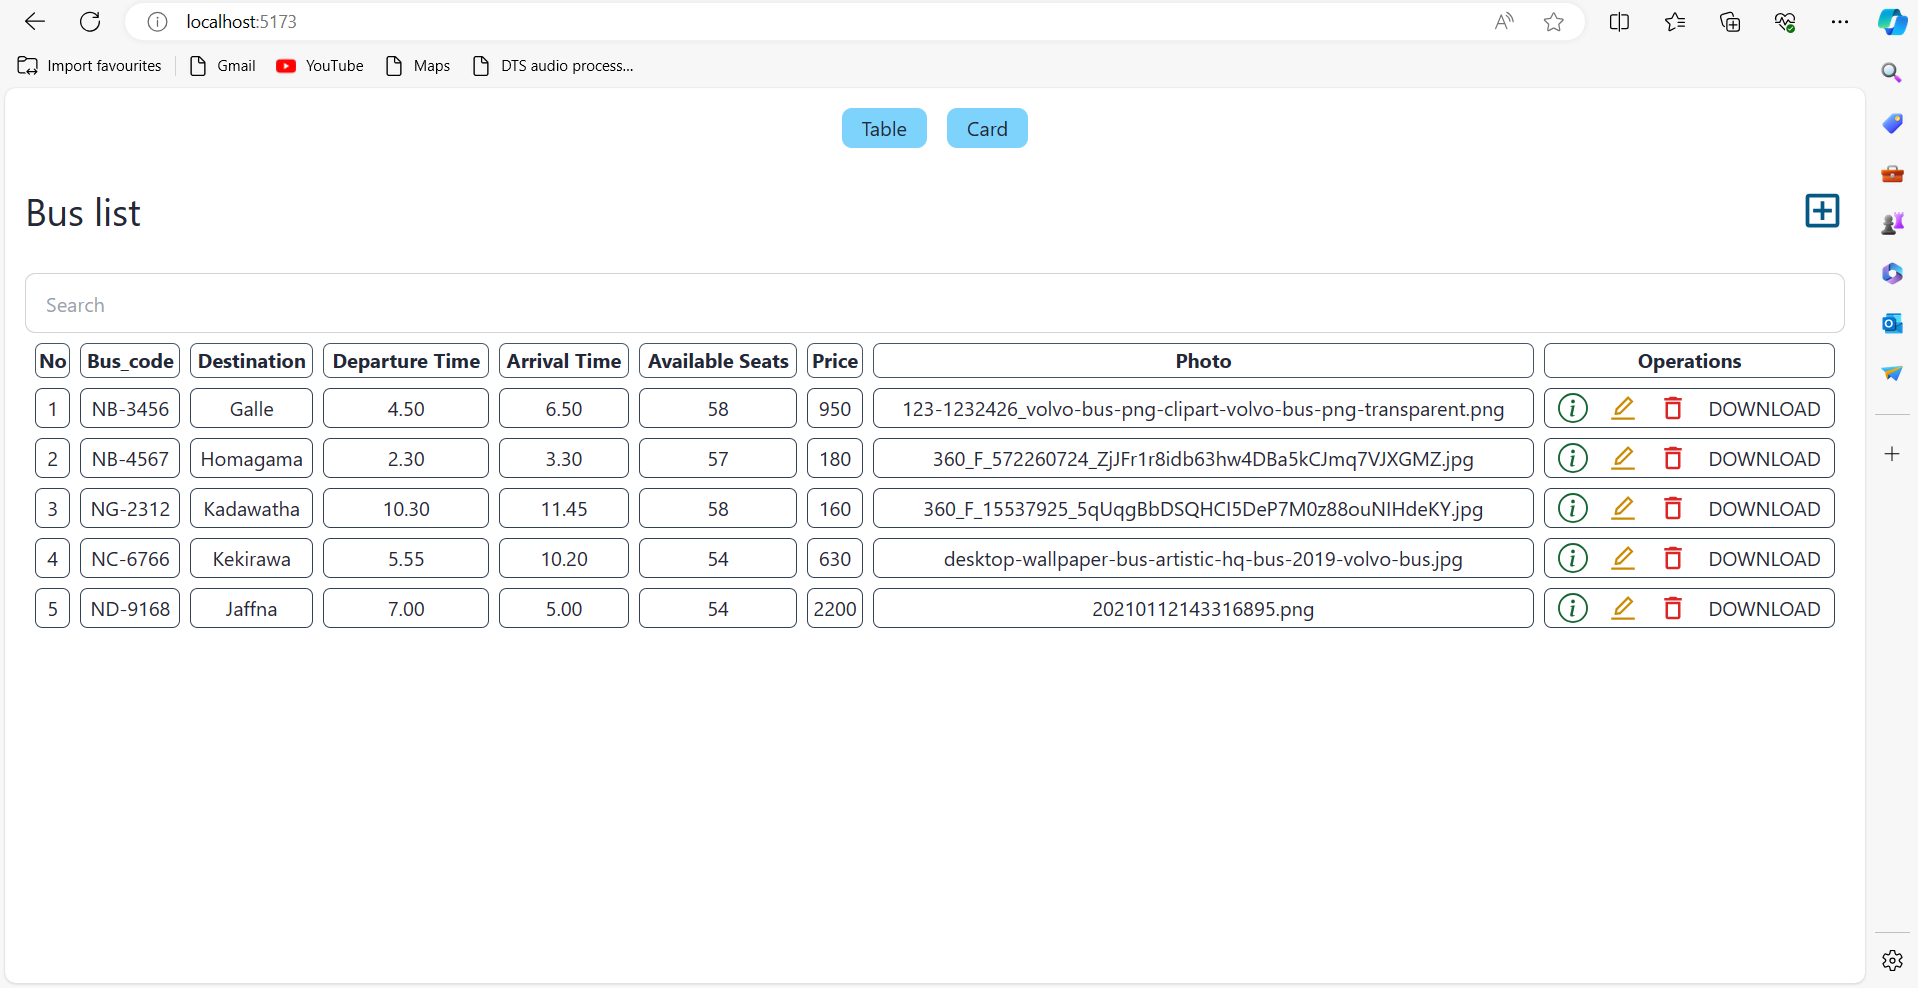 localhost:5173
Import favourites Gmail YouTube Maps DTS audio process...
Table Card
Bus list
Search
No Bus_code Destination Departure Time Arrival Time Available Seats Price Photo Operations
1 NB-3456 Galle 4.50 6.50 58 950 123-1232426_volvo-bus-png-clipart-volvo-bus-png-transparent.png DOWNLOAD
2 NB-4567 Homagama 2.30 3.30 57 180 360_F_572260724_ZjJFr1r8idb63hw4DBa5kCJmq7VJXGMZ.jpg DOWNLOAD
3 NG-2312 Kadawatha 10.30 11.45 58 160 360_F_15537925_5qUqgBbDSQHCI5DeP7M0z88ouNIHdeKY.jpg DOWNLOAD
4 NC-6766 Kekirawa 5.55 10.20 54 630 desktop-wallpaper-bus-artistic-hq-bus-2019-volvo-bus.jpg DOWNLOAD
5 ND-9168 Jaffna 7.00 5.00 54 2200 20210112143316895.png DOWNLOAD